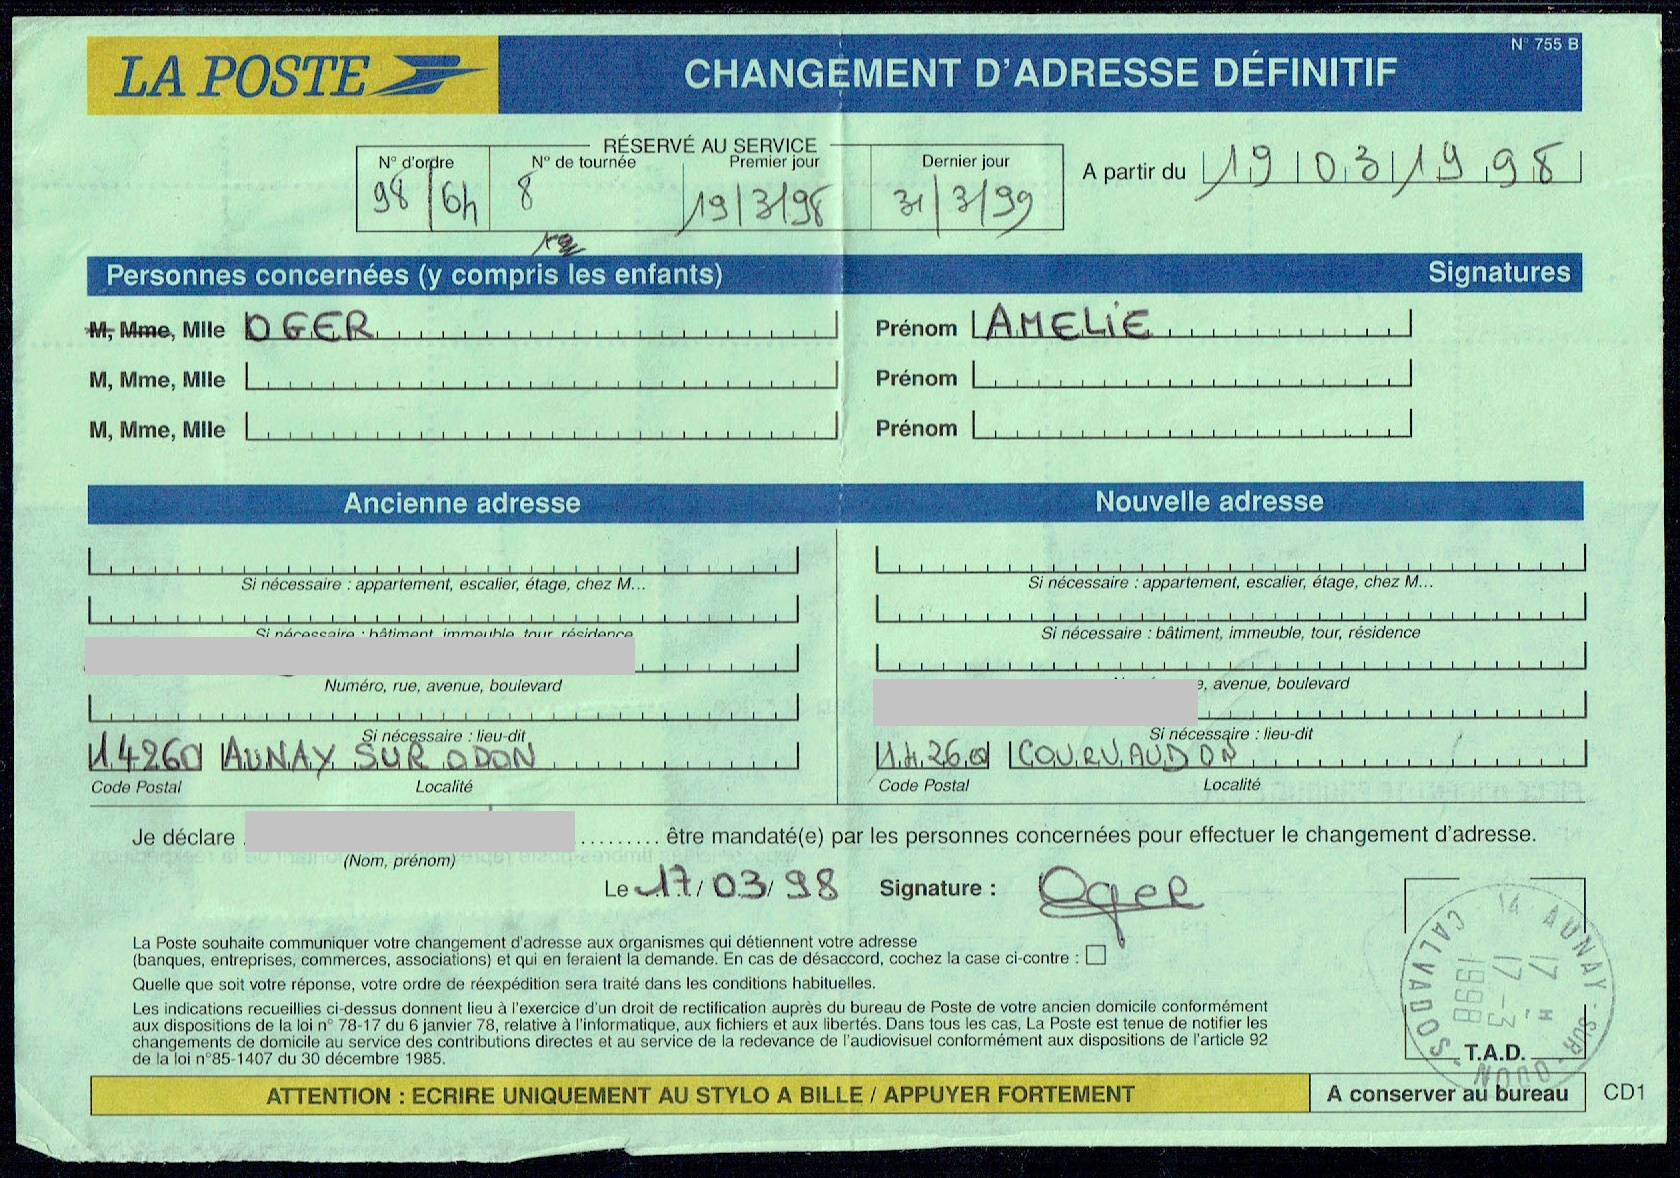 N° 755 B
LA POSTE CHANGEMENT D'ADRESSE DÉFINITIF
RÉSERVÉ AU SERVICE
N° d'ordre N° de tournée Premier jour Dernier jour
98/64 8 19/3/98 31/3/99
A partir du 19 03 1998
Personnes concernées (y compris les enfants) Signatures
M, Mme, Mlle OGER Prénom AMELIE
M, Mme, Mlle Prénom
M, Mme, Mlle Prénom
Ancienne adresse Nouvelle adresse
Si nécessaire : appartement, escalier, étage, chez M... Si nécessaire : appartement, escalier, étage, chez M...
Si nécessaire : bâtiment, immeuble, tour, résidence Si nécessaire : bâtiment, immeuble, tour, résidence
Numéro, rue, avenue, boulevard avenue, boulevard
Si nécessaire : lieu-dit Si nécessaire : lieu-dit
14260 AUNAY SUR ODON 14260 COURVAUDON
Code Postal Localité Code Postal Localité
Je déclare ......... être mandaté(e) par les personnes concernées pour effectuer le changement d'adresse.
(Nom, prénom)
Le 17/03/98 Signature : Oger
La Poste souhaite communiquer votre changement d'adresse aux organismes qui détiennent votre adresse
(banques, entreprises, commerces, associations) et qui en feraient la demande. En cas de désaccord, cochez la case ci-contre :
Quelle que soit votre réponse, votre ordre de réexpédition sera traité dans les conditions habituelles.
Les indications recueillies ci-dessus donnent lieu à l'exercice d'un droit de rectification auprès du bureau de Poste de votre ancien domicile conformément
aux dispositions de la loi n° 78-17 du 6 janvier 78, relative à l'informatique, aux fichiers et aux libertés. Dans tous les cas, La Poste est tenue de notifier les
changements de domicile au service des contributions directes et au service de la redevance de l'audiovisuel conformément aux dispositions de l'article 92
de la loi n°85-1407 du 30 décembre 1985.
14 AUNAY-SUR-ODON
17 H
17-3
1998
CALVADOS
T.A.D.
ATTENTION : ECRIRE UNIQUEMENT AU STYLO A BILLE / APPUYER FORTEMENT
A conserver au bureau CD1